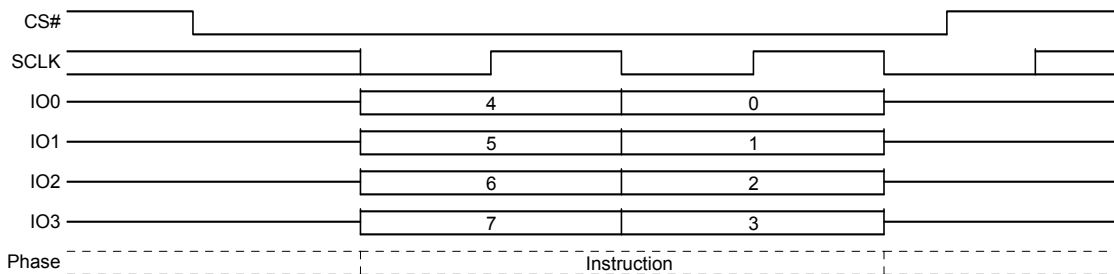 CS#
SCLK
IO0 4 0
IO1 5 1
IO2 6 2
IO3 7 3
Phase Instruction